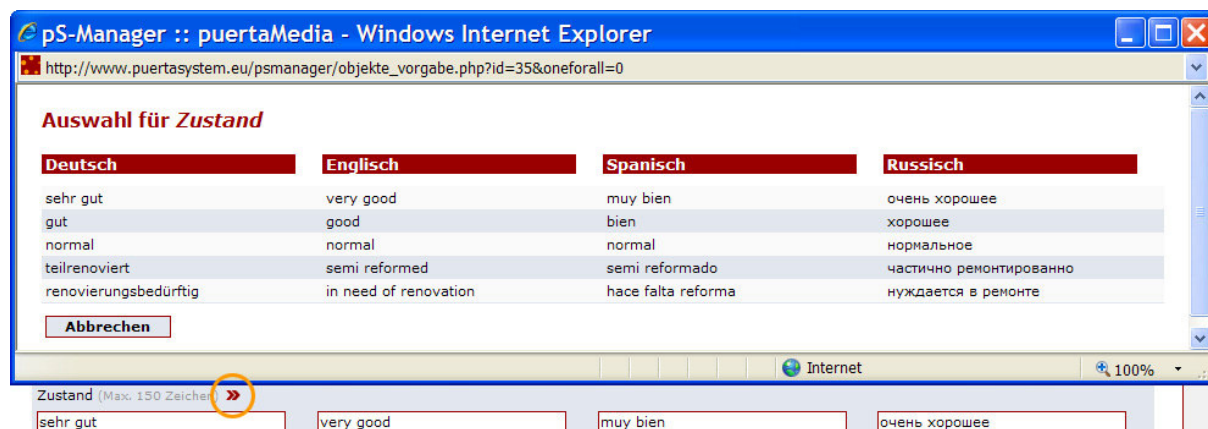 pS-Manager :: puertaMedia - Windows Internet Explorer
http://www.puertasystem.eu/psmanager/objekte_vorgabe.php?id=35&oneforall=0
Auswahl für Zustand
Deutsch Englisch Spanisch Russisch
sehr gut very good muy bien очень хорошее
gut good bien хорошее
normal normal normal нормальное
teilrenoviert semi reformed semi reformado частично ремонтированно
renovierungsbedürftig in need of renovation hace falta reforma нуждается в ремонте
Abbrechen
Internet 100%
Zustand (Max. 150 Zeichen) »
sehr gut very good muy bien очень хорошее